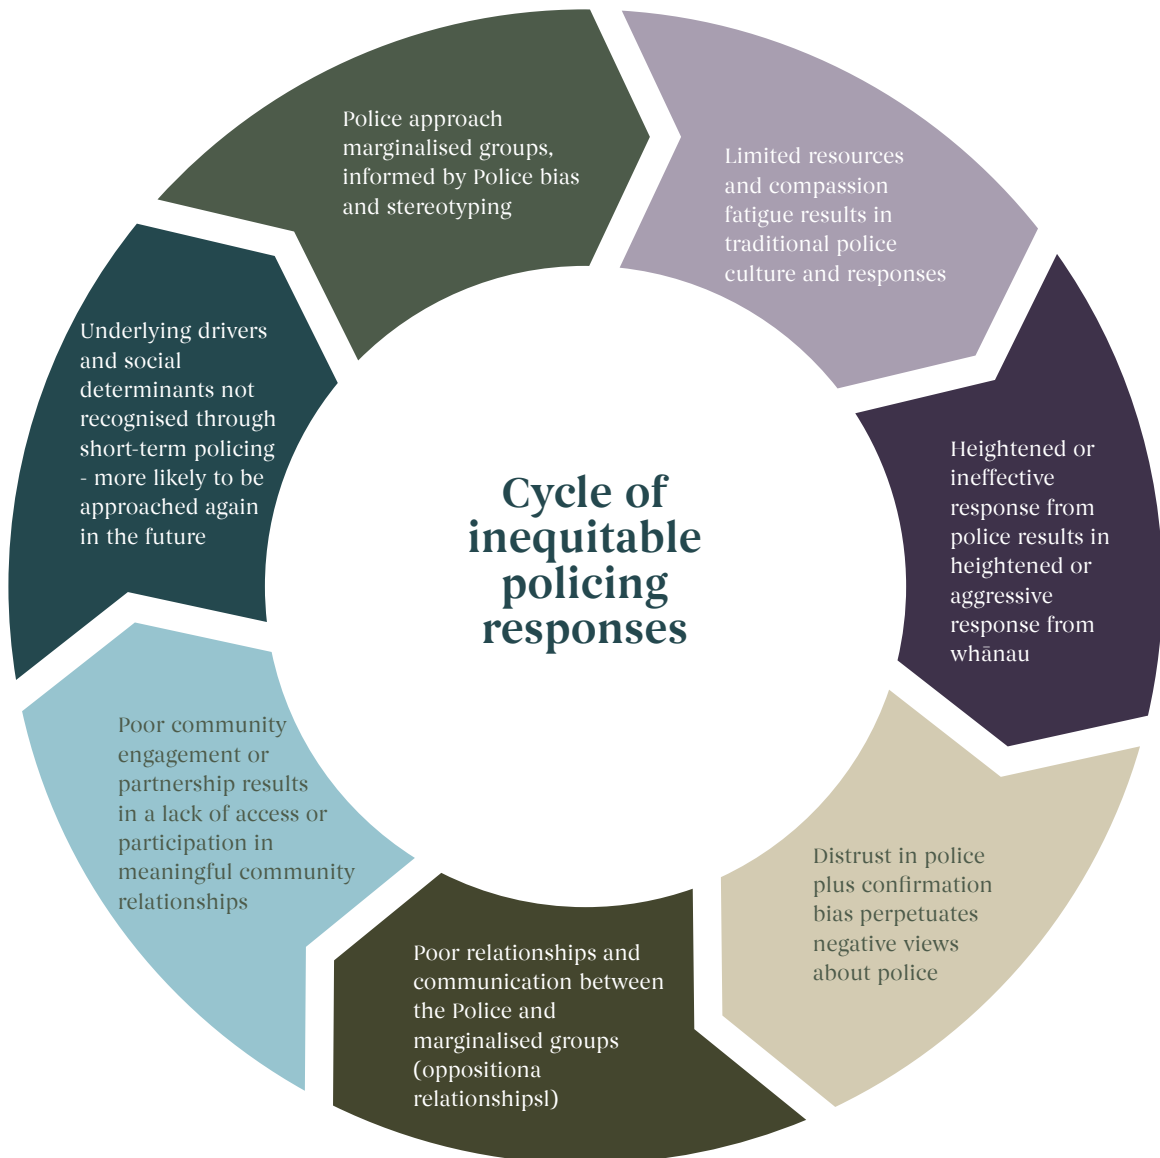 Police approach
marginalised groups,
informed by Police bias
and stereotyping
Limited resources
and compassion
fatigue results in
traditional police
culture and responses
Heightened or
ineffective
response from
police results in
heightened or
aggressive
response from
whānau
Distrust in police
plus confirmation
bias perpetuates
negative views
about police
Poor relationships and
communication between
the Police and
marginalised groups
(oppositiona
relationshipsl)
Poor community
engagement or
partnership results
in a lack of access or
participation in
meaningful community
relationships
Underlying drivers
and social
determinants not
recognised through
short-term policing
- more likely to be
approached again
in the future
Cycle of
inequitable
policing
responses